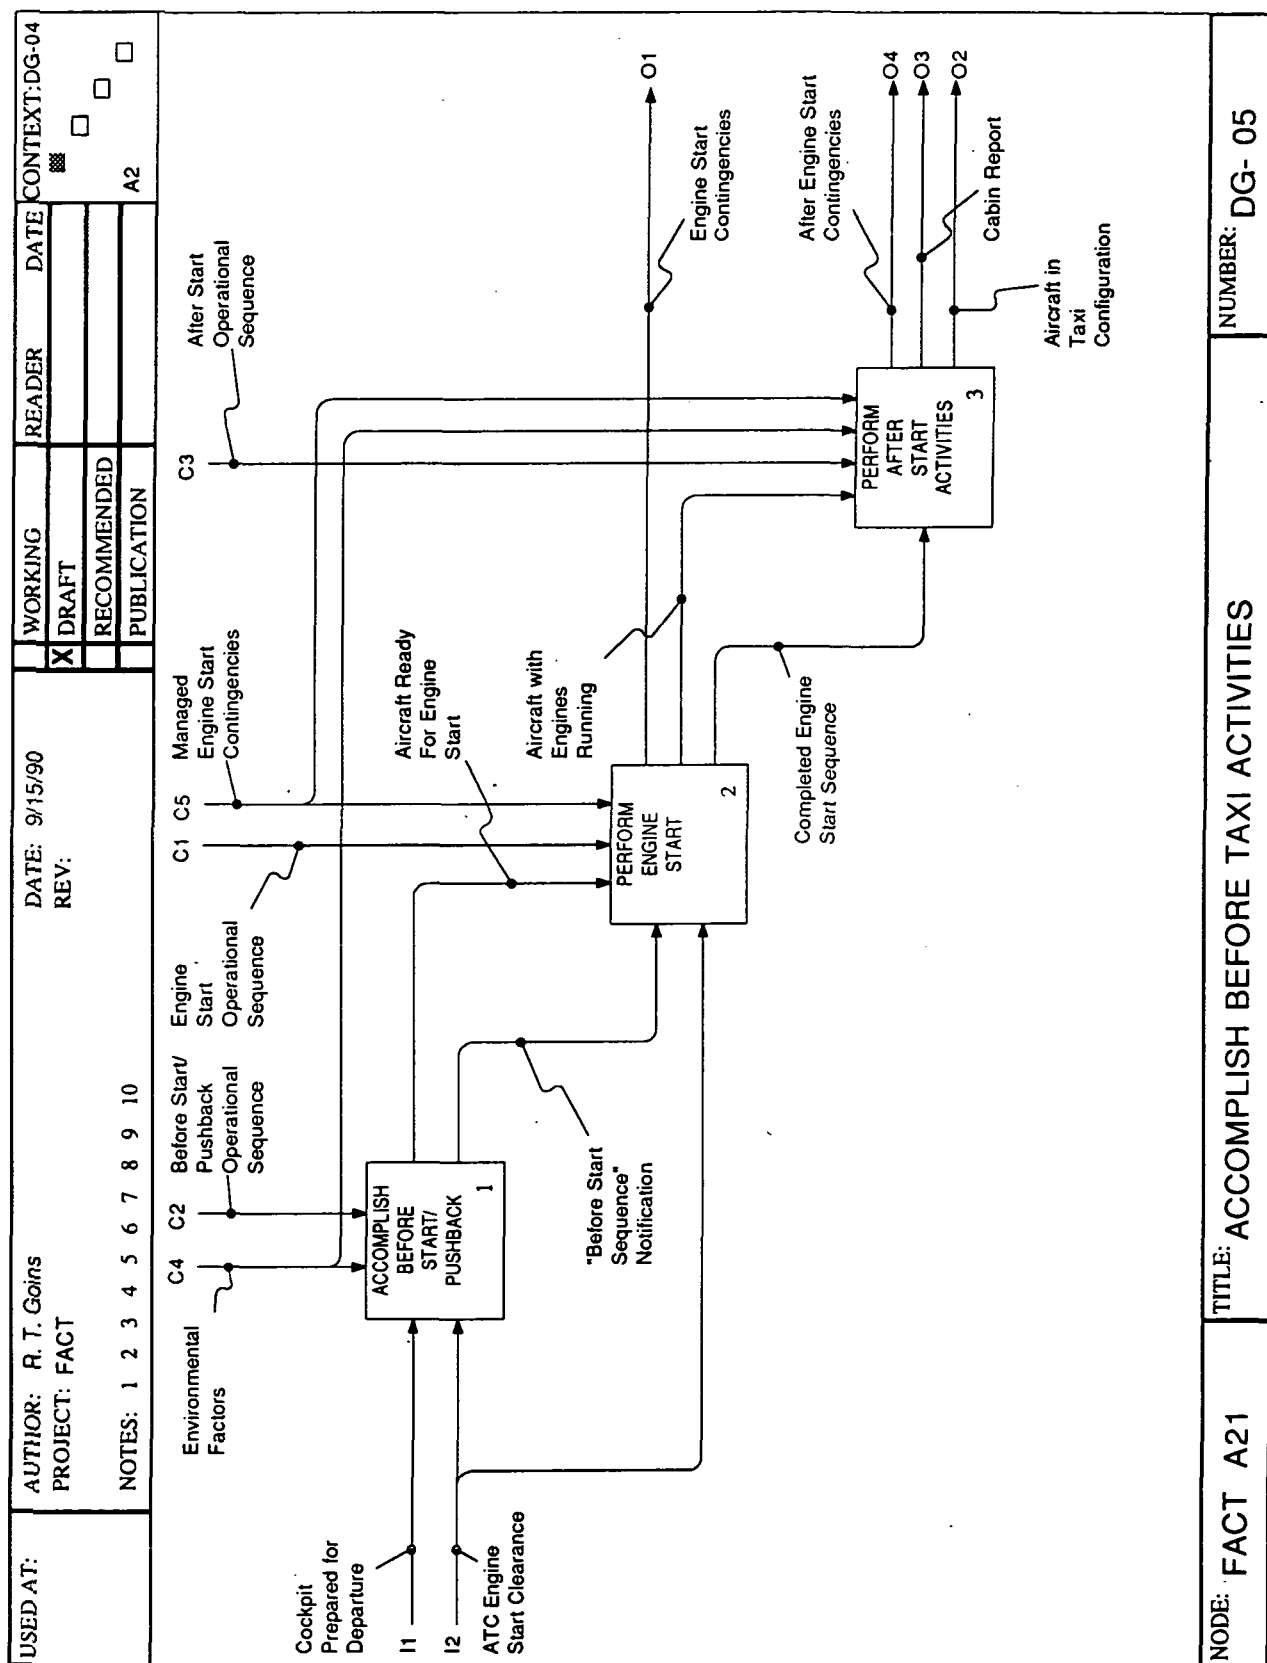 USED AT:
AUTHOR: R. T. Goins
PROJECT: FACT
NOTES: 1 2 3 4 5 6 7 8 9 10
DATE: 9/15/90
REV:
WORKING
X DRAFT
RECOMMENDED
PUBLICATION
READER
DATE
CONTEXT:DG-04
A2
C4
C2
C1
C5
C3
Environmental
Factors
Before Start/
Pushback
Operational
Sequence
Engine
Start
Operational
Sequence
Managed
Engine Start
Contingencies
After Start
Operational
Sequence
Cockpit
Prepared for
Departure
I1
I2
ATC Engine
Start Clearance
ACCOMPLISH
BEFORE
START/
PUSHBACK
1
Aircraft Ready
For Engine
Start
"Before Start
Sequence"
Notification
PERFORM
ENGINE
START
2
Aircraft with
Engines
Running
Completed Engine
Start Sequence
Engine Start
Contingencies
O1
PERFORM
AFTER
START
ACTIVITIES
3
After Engine Start
Contingencies
Cabin Report
Aircraft in
Taxi
Configuration
O4
O3
O2
NODE: FACT A21
TITLE: ACCOMPLISH BEFORE TAXI ACTIVITIES
NUMBER: DG- 05